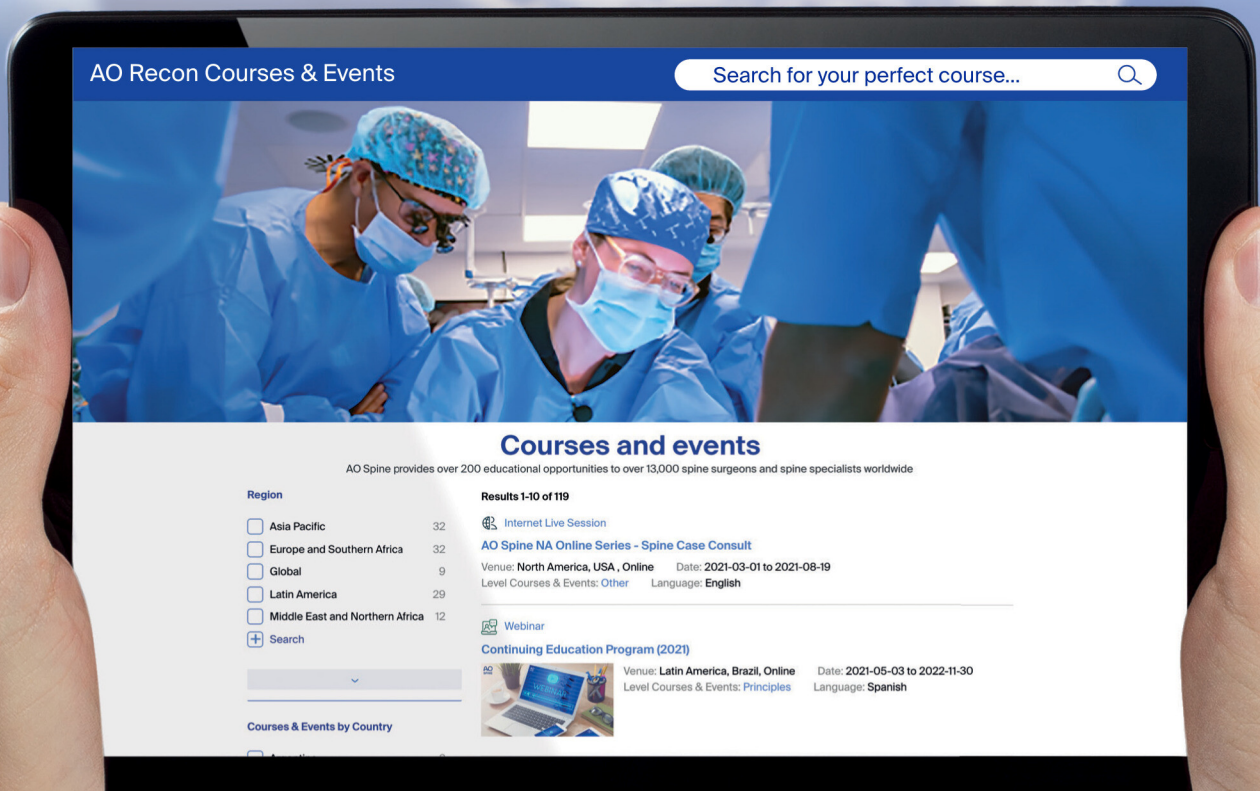 AO Recon Courses & Events
Search for your perfect course...
Courses and events
AO Spine provides over 200 educational opportunities to over 13,000 spine surgeons and spine specialists worldwide
Region
Asia Pacific 32
Europe and Southern Africa 32
Global 9
Latin America 29
Middle East and Northern Africa 12
Search
Courses & Events by Country
Results 1-10 of 119
Internet Live Session
AO Spine NA Online Series - Spine Case Consult
Venue: North America, USA , Online Date: 2021-03-01 to 2021-08-19
Level Courses & Events: Other Language: English
Webinar
Continuing Education Program (2021)
AO
WEBINAR
Venue: Latin America, Brazil, Online Date: 2021-05-03 to 2022-11-30
Level Courses & Events: Principles Language: Spanish